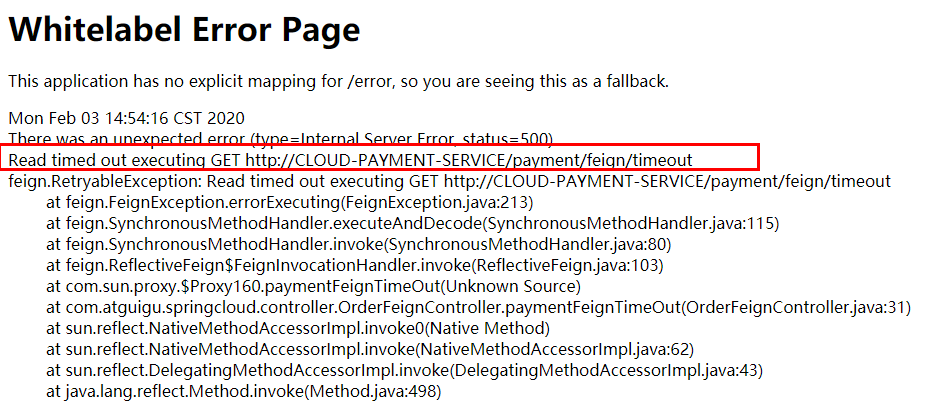 Whitelabel Error Page
This application has no explicit mapping for /error, so you are seeing this as a fallback.
Mon Feb 03 14:54:16 CST 2020
There was an unexpected error (type=Internal Server Error, status=500)
Read timed out executing GET http://CLOUD-PAYMENT-SERVICE/payment/feign/timeout
feign.RetryableException: Read timed out executing GET http://CLOUD-PAYMENT-SERVICE/payment/feign/timeout
at feign.FeignException.errorExecuting(FeignException.java:213)
at feign.SynchronousMethodHandler.executeAndDecode(SynchronousMethodHandler.java:115)
at feign.SynchronousMethodHandler.invoke(SynchronousMethodHandler.java:80)
at feign.ReflectiveFeign$FeignInvocationHandler.invoke(ReflectiveFeign.java:103)
at com.sun.proxy.$Proxy160.paymentFeignTimeOut(Unknown Source)
at com.atguigu.springcloud.controller.OrderFeignController.paymentFeignTimeOut(OrderFeignController.java:31)
at sun.reflect.NativeMethodAccessorImpl.invoke0(Native Method)
at sun.reflect.NativeMethodAccessorImpl.invoke(NativeMethodAccessorImpl.java:62)
at sun.reflect.DelegatingMethodAccessorImpl.invoke(DelegatingMethodAccessorImpl.java:43)
at java.lang.reflect.Method.invoke(Method.java:498)